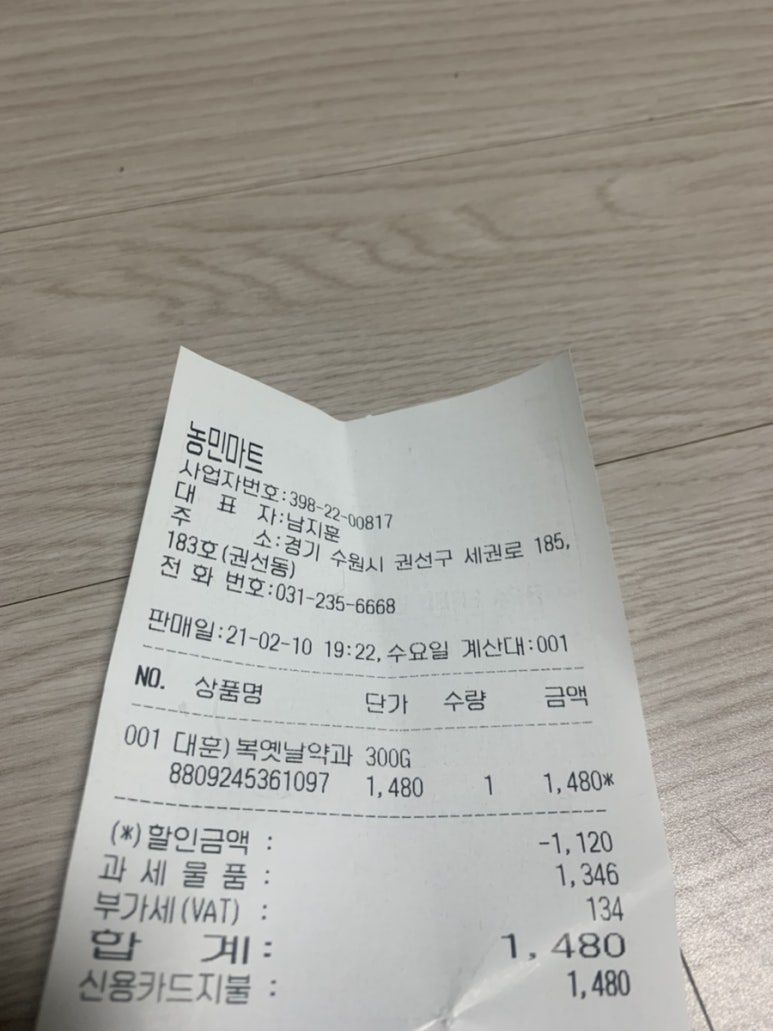 농민마트
사업자번호:398-22-00817
대 표 자:남지훈
주 소:경기 수원시 권선구 세권로 185,
183호(권선동)
전 화 번호:031-235-6668
판매일:21-02-10 19:22, 수요일 계산대:001
NO. 상품명 단가 수량 금액
001 대훈)복옛날약과 300G
8809245361097 1,480 1 1,480*
(*)할인금액 : -1,120
과 세 물 품 : 1,346
부가세(VAT) : 134
합 계: 1,480
신용카드지불 : 1,480